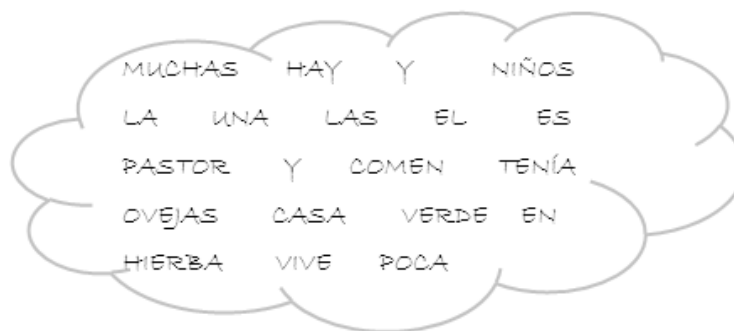 MUCHAS HAY Y NIÑOS
LA UNA LAS EL ES
PASTOR Y COMEN TENÍA
OVEJAS CASA VERDE EN
HIERBA VIVE POCA